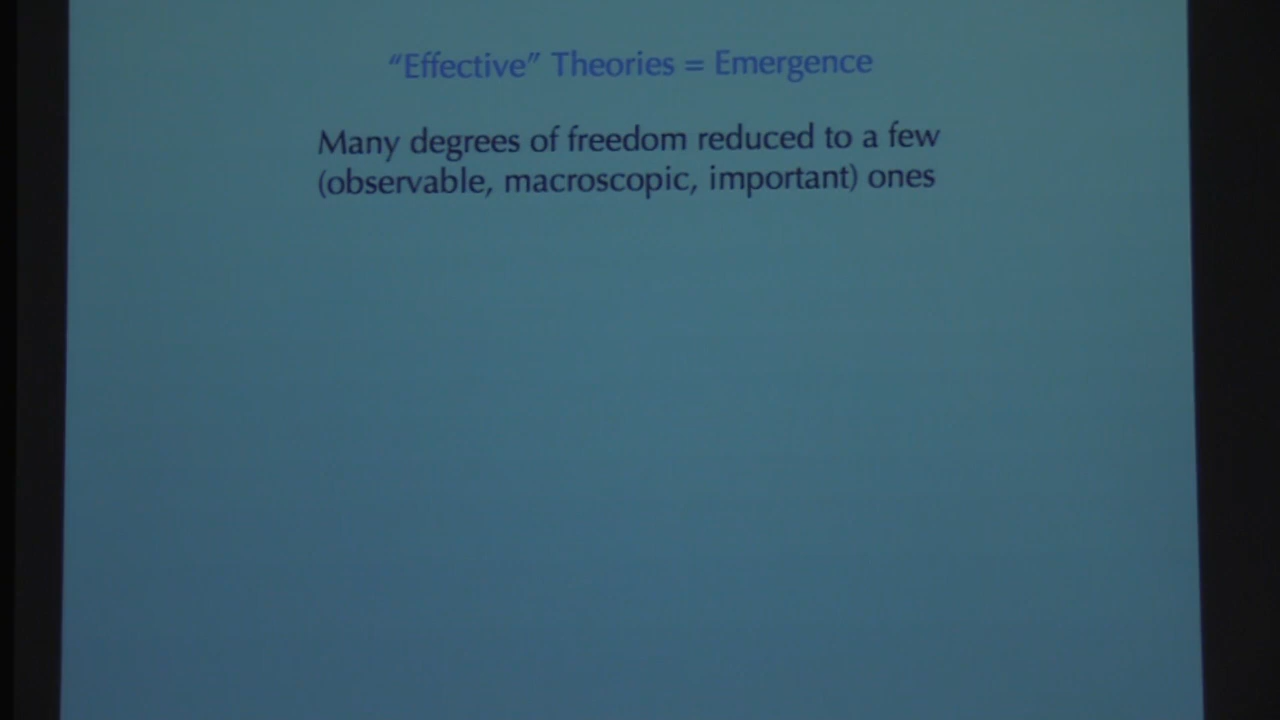 “Effective” Theories = Emergence
Many degrees of freedom reduced to a few
(observable, macroscopic, important) ones